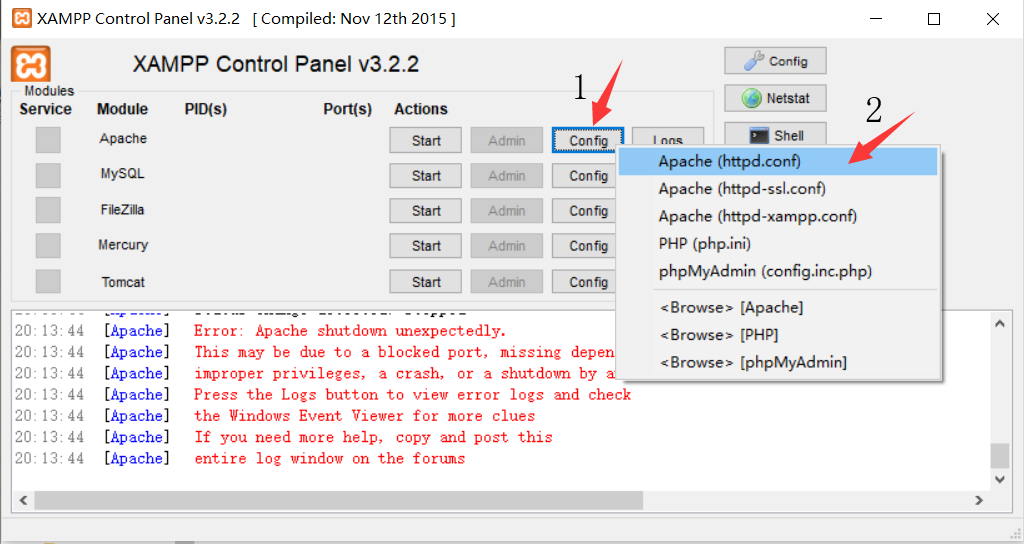 XAMPP Control Panel v3.2.2 [ Compiled: Nov 12th 2015 ]
XAMPP Control Panel v3.2.2
Config
Modules
Service Module PID(s) Port(s) Actions
Netstat
Shell
1
2
Apache Start Admin Config Logs
MySQL Start Admin Config
FileZilla Start Admin Config
Mercury Start Admin Config
Tomcat Start Admin Config
Apache (httpd.conf)
Apache (httpd-ssl.conf)
Apache (httpd-xampp.conf)
PHP (php.ini)
phpMyAdmin (config.inc.php)
<Browse> [Apache]
<Browse> [PHP]
<Browse> [phpMyAdmin]
20:13:44 [Apache] Error: Apache shutdown unexpectedly.
20:13:44 [Apache] This may be due to a blocked port, missing depen
20:13:44 [Apache] improper privileges, a crash, or a shutdown by a
20:13:44 [Apache] Press the Logs button to view error logs and check
20:13:44 [Apache] the Windows Event Viewer for more clues
20:13:44 [Apache] If you need more help, copy and post this
20:13:44 [Apache] entire log window on the forums